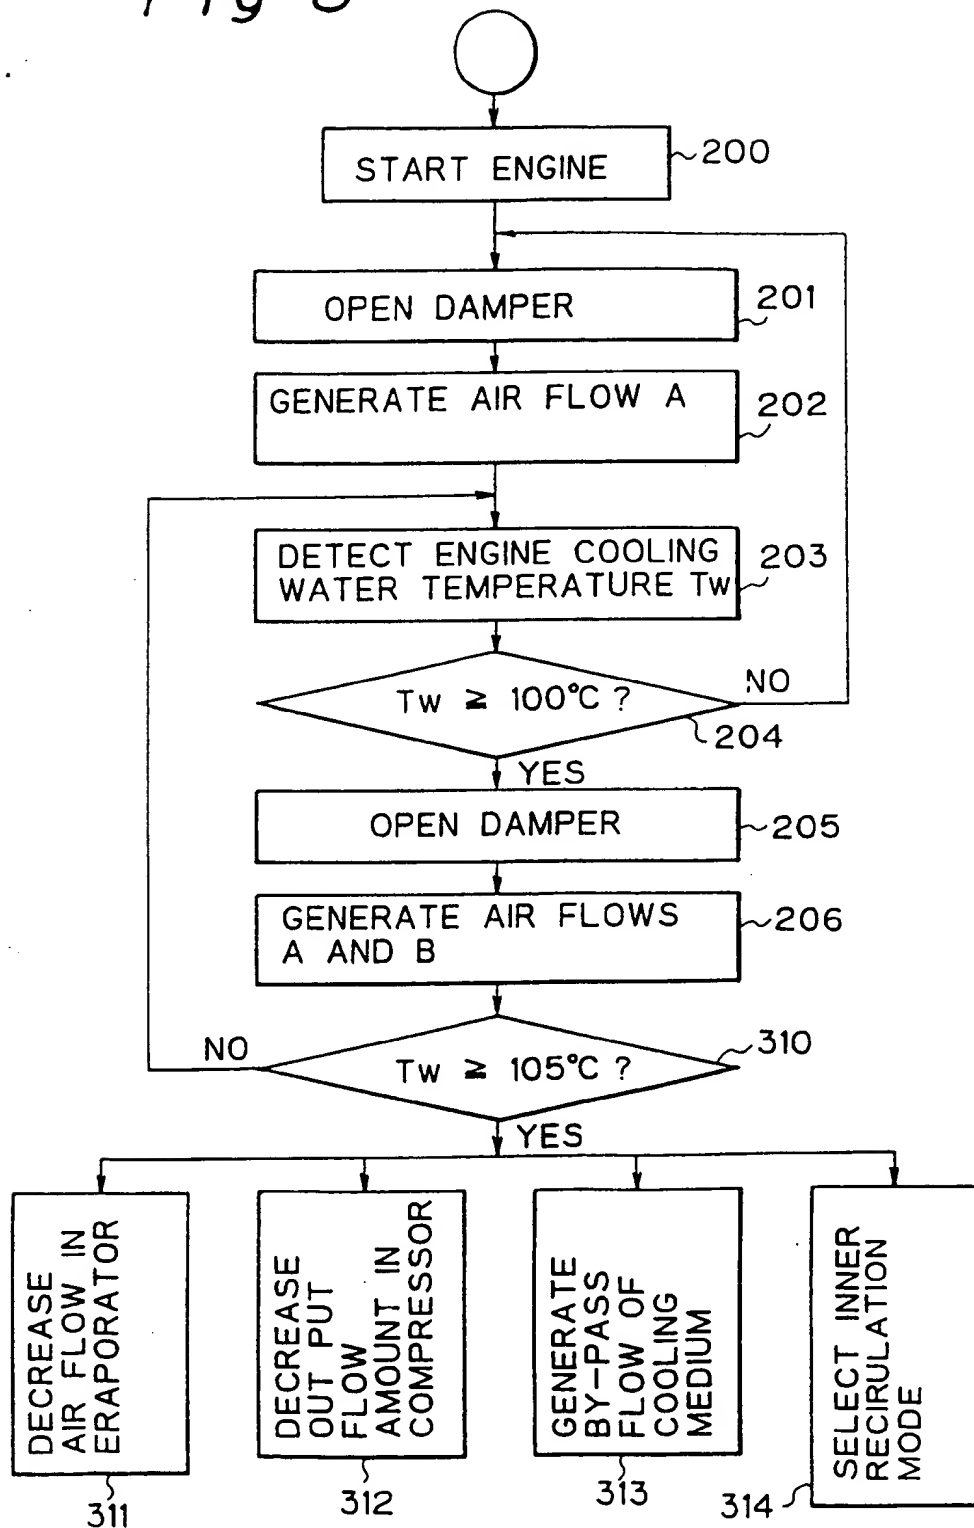 START ENGINE
200
OPEN DAMPER
201
GENERATE AIR FLOW A
202
DETECT ENGINE COOLING
WATER TEMPERATURE Tw
203
Tw ≧ 100°C ?
NO
204
YES
OPEN DAMPER
205
GENERATE AIR FLOWS
A AND B
206
Tw ≧ 105°C ?
310
NO
YES
DECREASE
AIR FLOW IN
ERAPORATOR
311
DECREASE
OUT PUT
FLOW
AMOUNT IN
COMPRESSOR
312
GENERATE
BY-PASS
FLOW OF
COOLING
MEDIUM
313
SELECT INNER
RECIRULATION
MODE
314